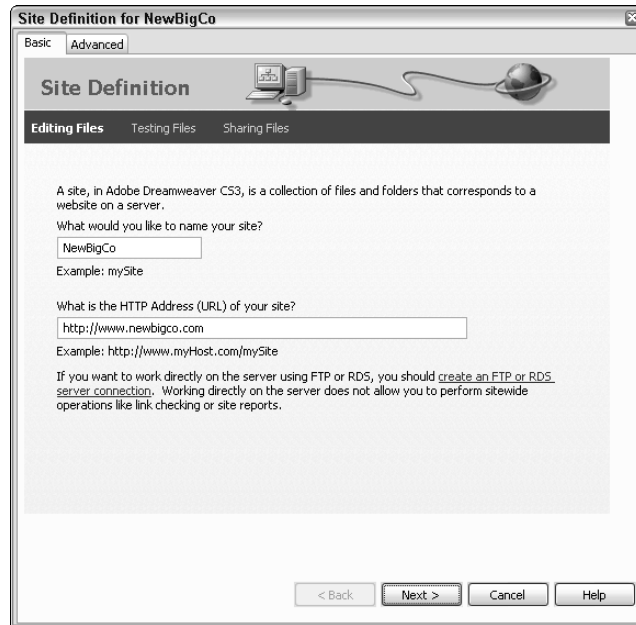 Site Definition for NewBigCo
Basic Advanced
Site Definition
Editing Files Testing Files Sharing Files
A site, in Adobe Dreamweaver CS3, is a collection of files and folders that corresponds to a
website on a server.
What would you like to name your site?
NewBigCo
Example: mySite
What is the HTTP Address (URL) of your site?
http://www.newbigco.com
Example: http://www.myHost.com/mySite
If you want to work directly on the server using FTP or RDS, you should create an FTP or RDS
server connection. Working directly on the server does not allow you to perform sitewide
operations like link checking or site reports.
< Back Next > Cancel Help